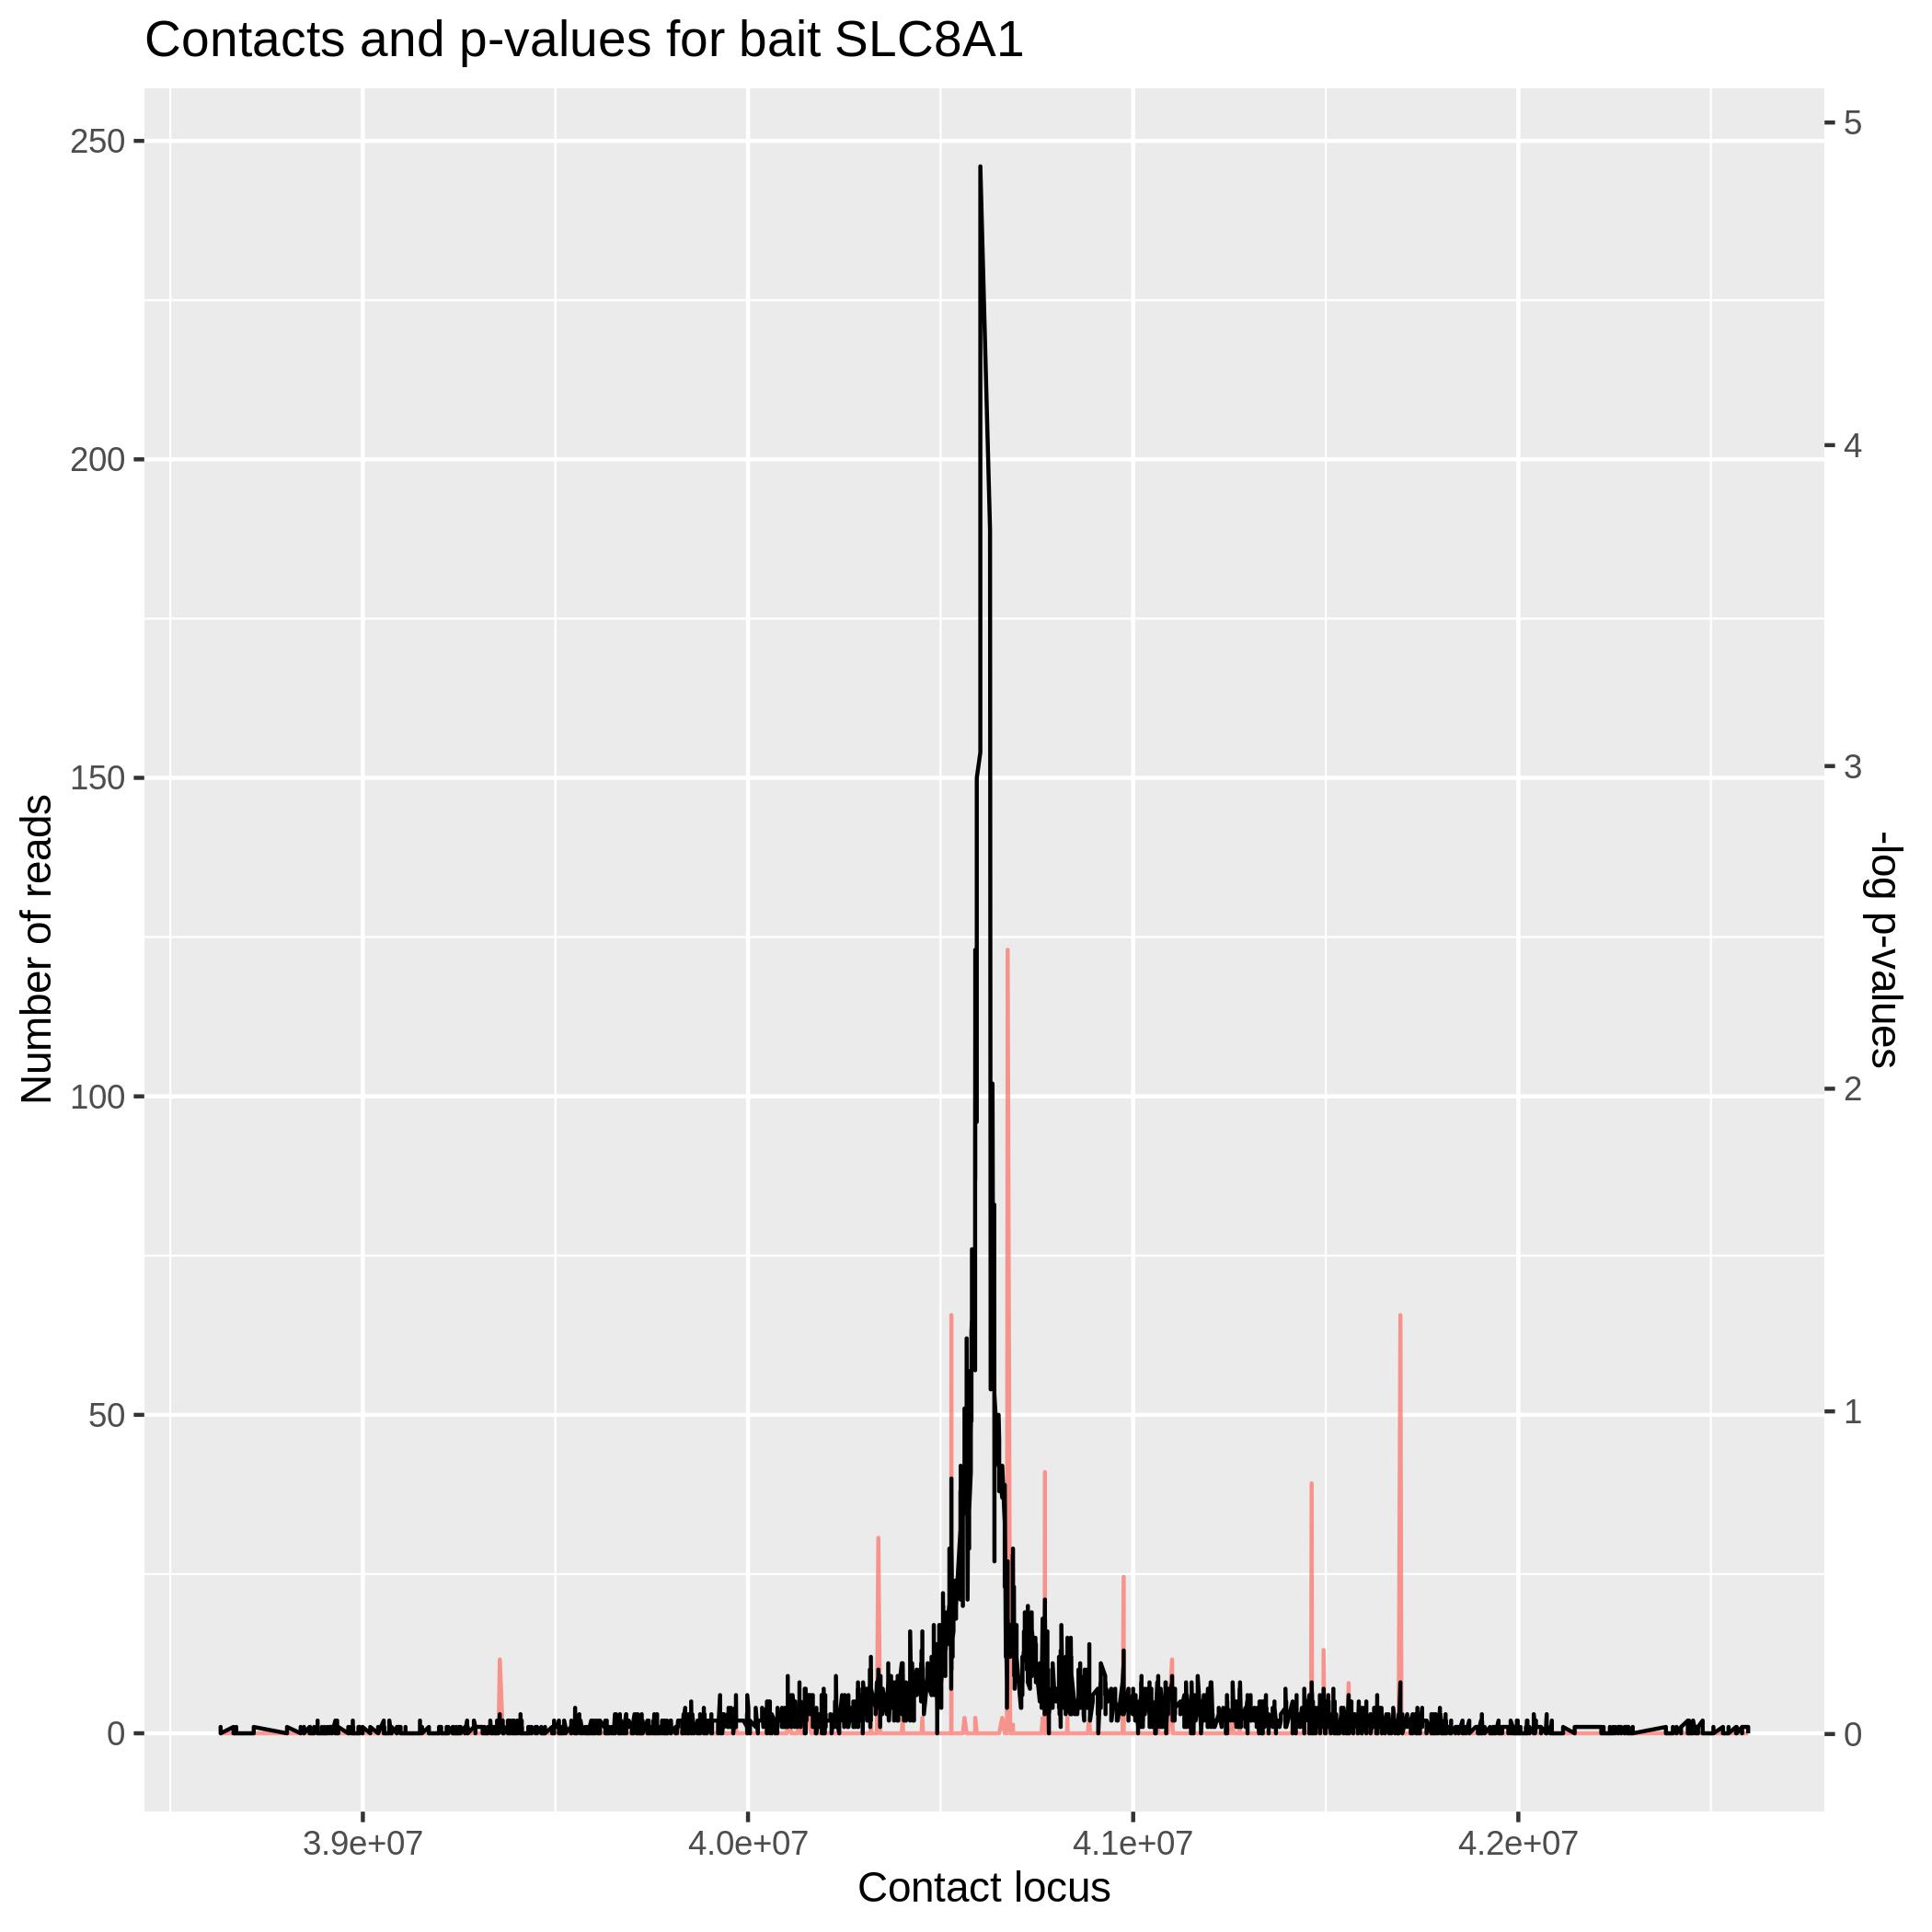 Contacts and p-values for bait SLC8A1
250
200
150
100
50
0
Number of reads
5
4
3
2
1
0
-log p-values
3.9e+07
4.0e+07
4.1e+07
4.2e+07
Contact locus